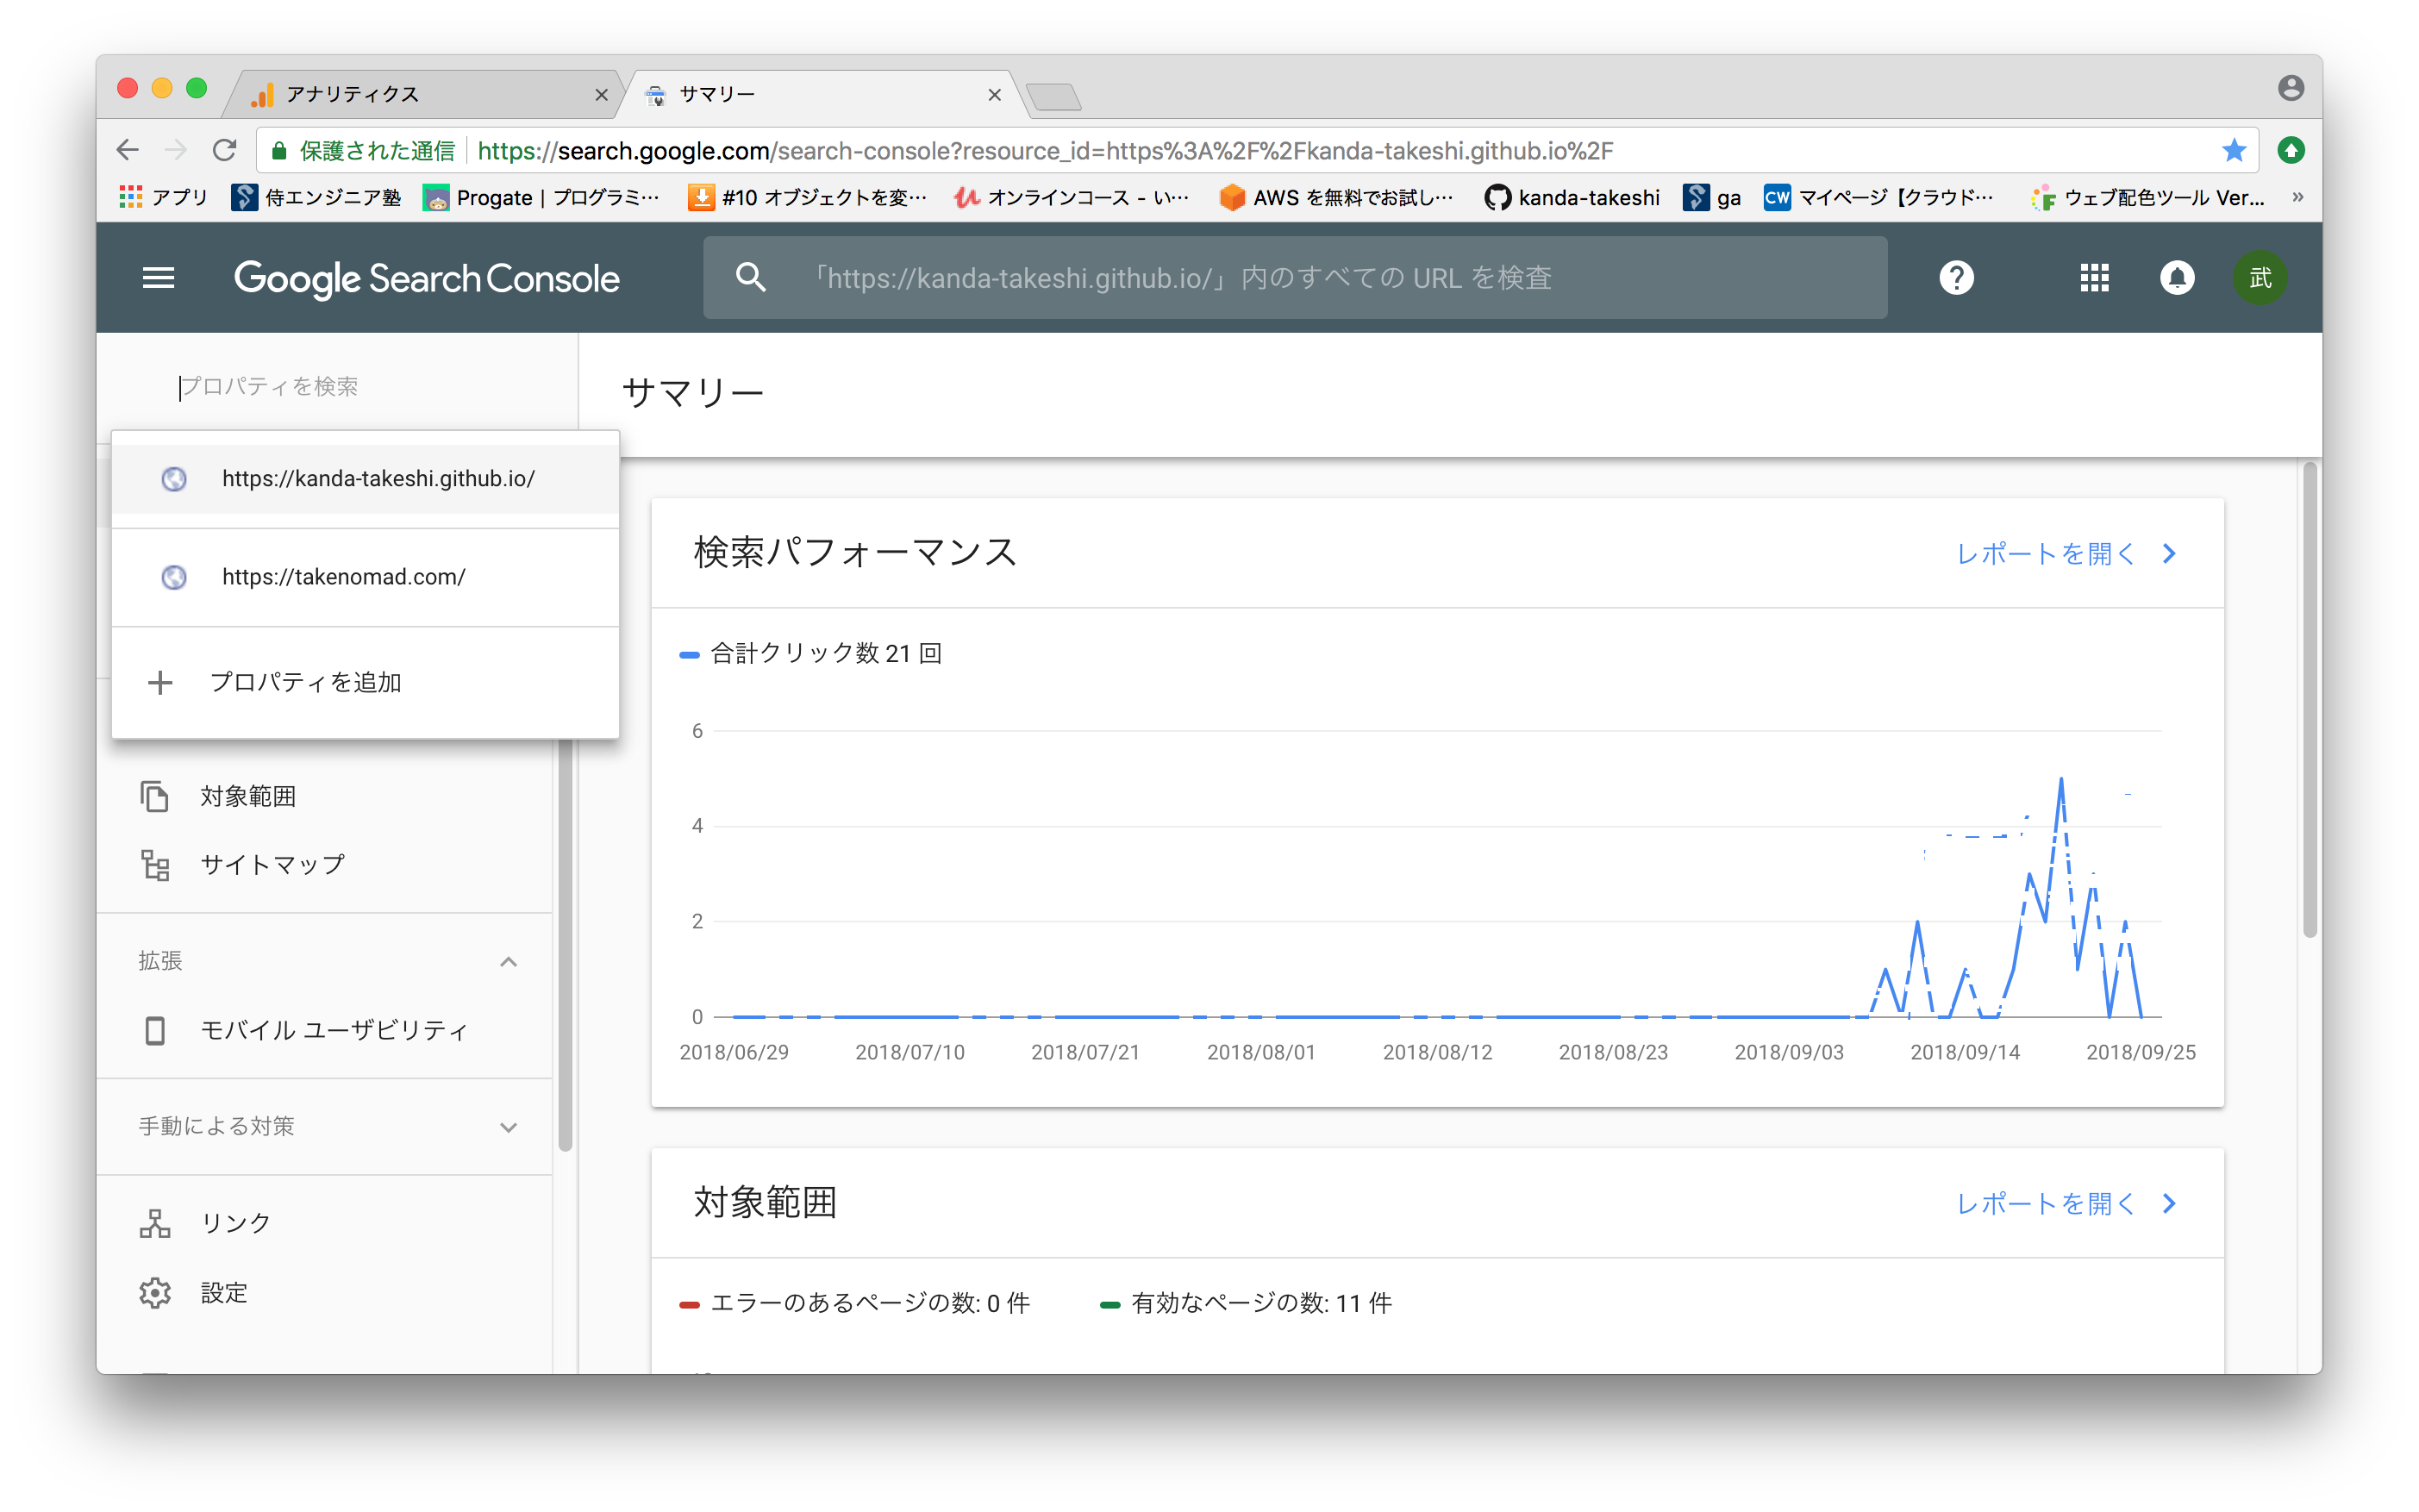 アナリティクス
サマリー
保護された通信
https://search.google.com/search-console?resource_id=https%3A%2F%2Fkanda-takeshi.github.io%2F
アプリ
侍エンジニア塾
Progate | プログラミ…
#10 オブジェクトを変…
オンラインコース - い…
AWS を無料でお試し…
kanda-takeshi
ga
CW マイページ【クラウド…
ウェブ配色ツール Ver...
»
Google Search Console
「https://kanda-takeshi.github.io/」内のすべての URL を検査
武
プロパティを検索
サマリー
https://kanda-takeshi.github.io/
https://takenomad.com/
プロパティを追加
対象範囲
サイトマップ
拡張
モバイル ユーザビリティ
手動による対策
リンク
設定
検索パフォーマンス
レポートを開く
合計クリック数 21 回
6
4
2
0
2018/06/29 2018/07/10 2018/07/21 2018/08/01 2018/08/12 2018/08/23 2018/09/03 2018/09/14 2018/09/25
対象範囲
レポートを開く
エラーのあるページの数: 0 件
有効なページの数: 11 件